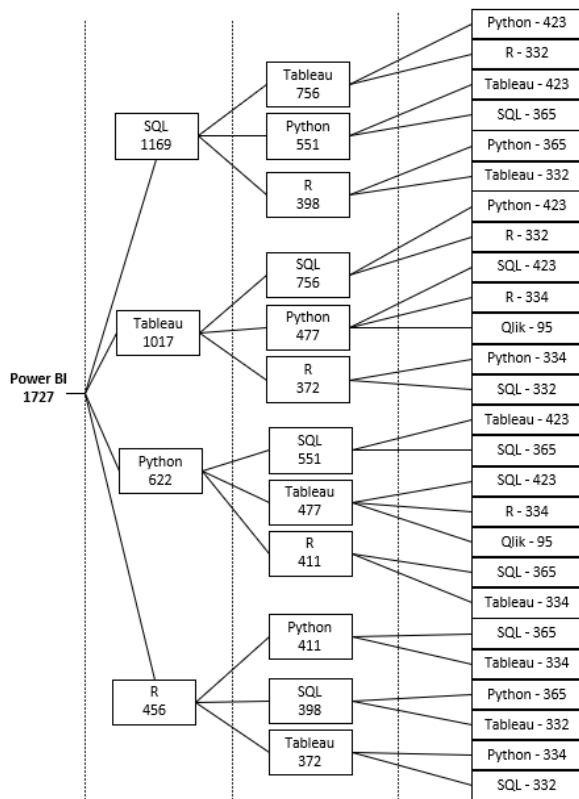 Power BI
1727
SQL
1169
Tableau
1017
Python
622
R
456
Tableau
756
Python
551
R
398
SQL
756
Python
477
R
372
SQL
551
Tableau
477
R
411
Python
411
SQL
398
Tableau
372
Python - 423
R - 332
Tableau - 423
SQL - 365
Python - 365
Tableau - 332
Python - 423
R - 332
SQL - 423
R - 334
Qlik - 95
Python - 334
SQL - 332
Tableau - 423
SQL - 365
SQL - 423
R - 334
Qlik - 95
SQL - 365
Tableau - 334
SQL - 365
Tableau - 334
Python - 365
Tableau - 332
Python - 334
SQL - 332